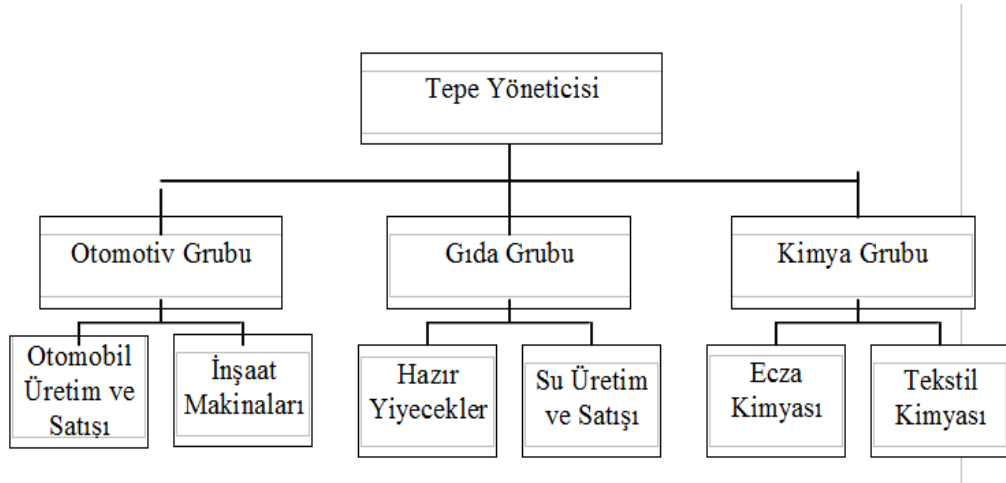 Tepe Yöneticisi
Otomotiv Grubu
Gıda Grubu
Kimya Grubu
Otomobil
Üretim ve
Satışı
İnşaat
Makinaları
Hazır
Yiyecekler
Su Üretim
ve Satışı
Ecza
Kimyası
Tekstil
Kimyası